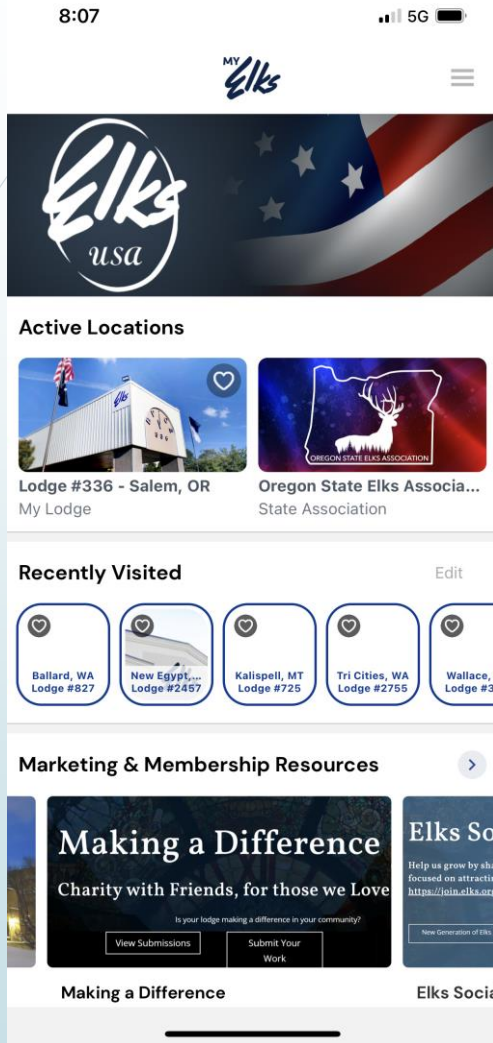 8:07
5G
MY
Elks
Elks
usa
Active Locations
Elks
OREGON STATE ELKS ASSOCIATION
Lodge #336 - Salem, OR
My Lodge
Oregon State Elks Associa...
State Association
Recently Visited
Edit
Ballard, WA
Lodge #827
New Egypt,...
Lodge #2457
Kalispell, MT
Lodge #725
Tri Cities, WA
Lodge #2755
Wallace,
Lodge #3
Marketing & Membership Resources
Making a Difference
Charity with Friends, for those we Love
Is your lodge making a difference in your community?
View Submissions
Submit Your
Work
Elks So
Help us grow by sha
focused on attractin
https://join.elks.org
New Generation of Elks
Making a Difference
Elks Socia